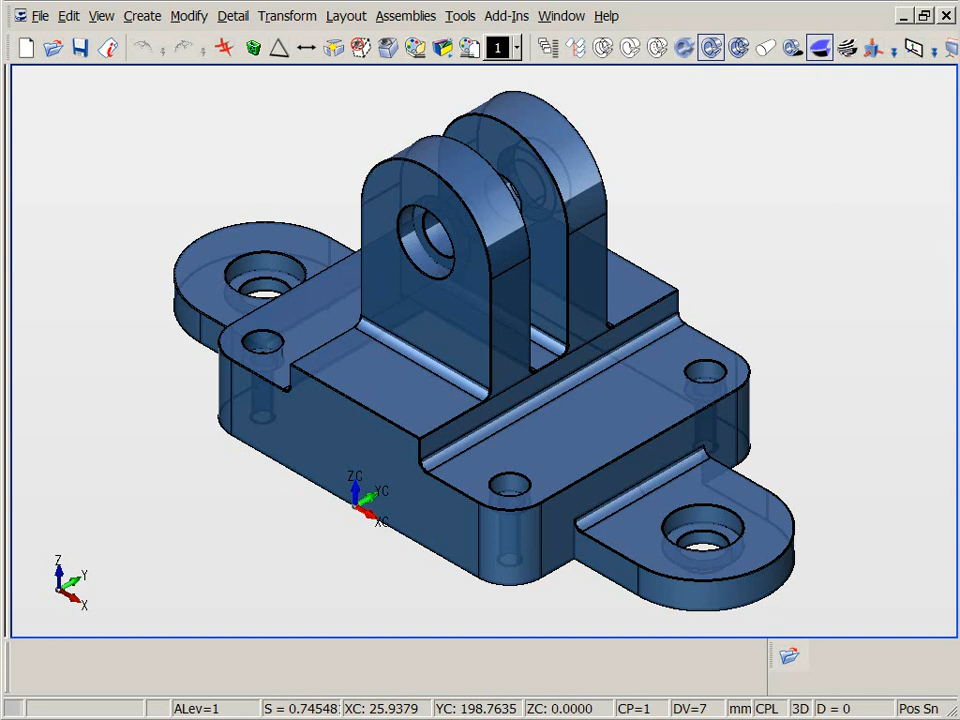 File Edit View Create Modify Detail Transform Layout Assemblies Tools Add-Ins Window Help
1
ZC
YC
XC
Z
Y
X
ALev=1 S = 0.74548 XC: 25.9379 YC: 198.7635 ZC: 0.0000 CP=1 DV=7 mm CPL 3D D = 0 Pos Sn